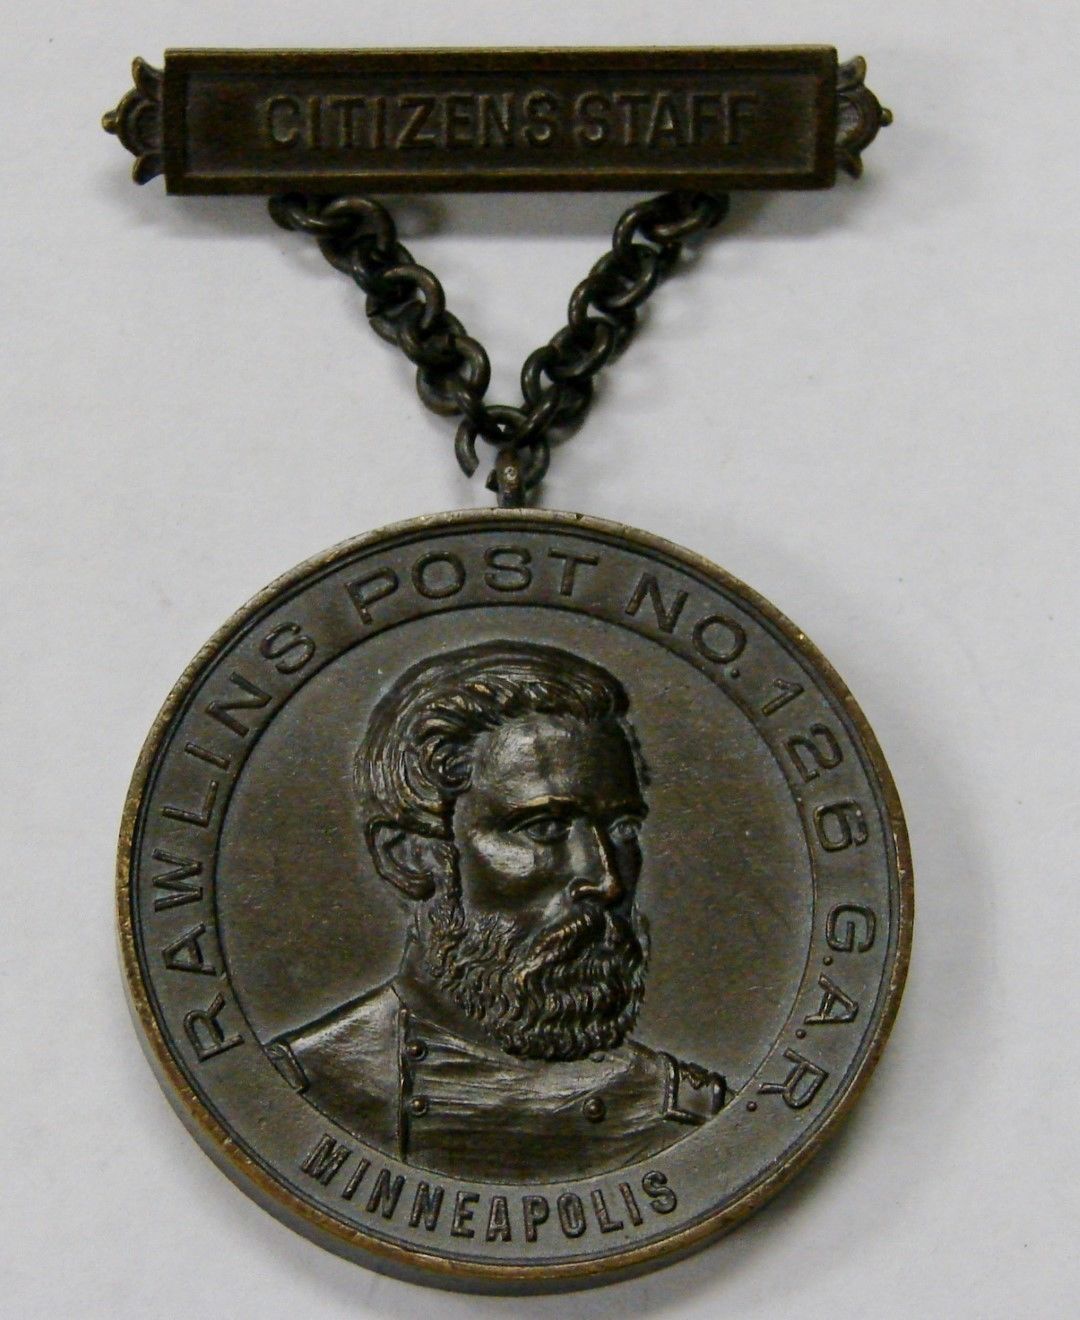 CITIZENS STAFF
RAWLINS POST NO. 126 G.A.R.
MINNEAPOLIS